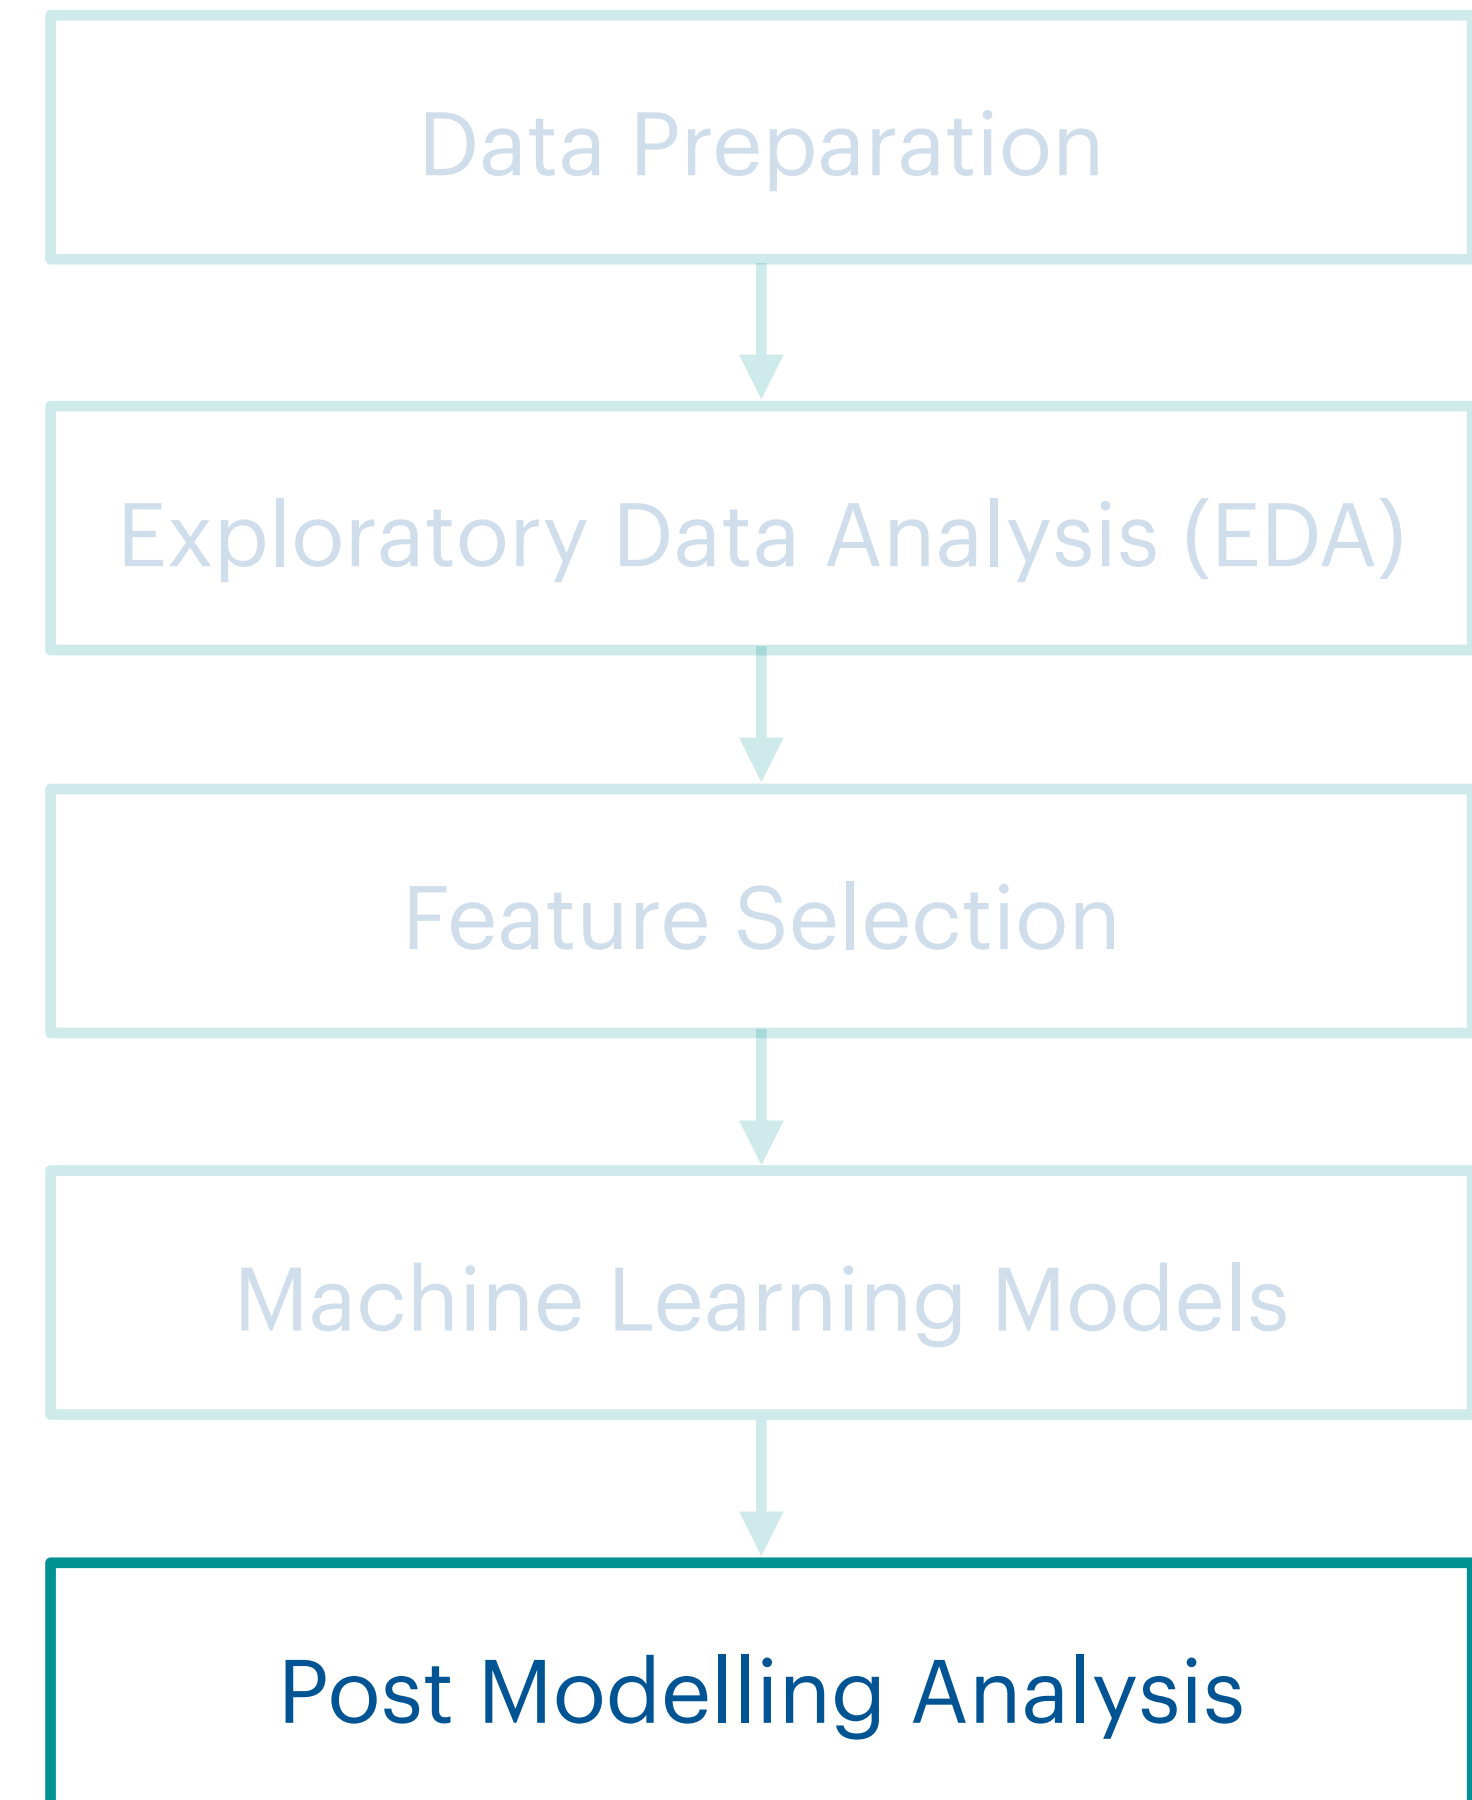 Data Preparation
Exploratory Data Analysis (EDA)
Feature Selection
Machine Learning Models
Post Modelling Analysis